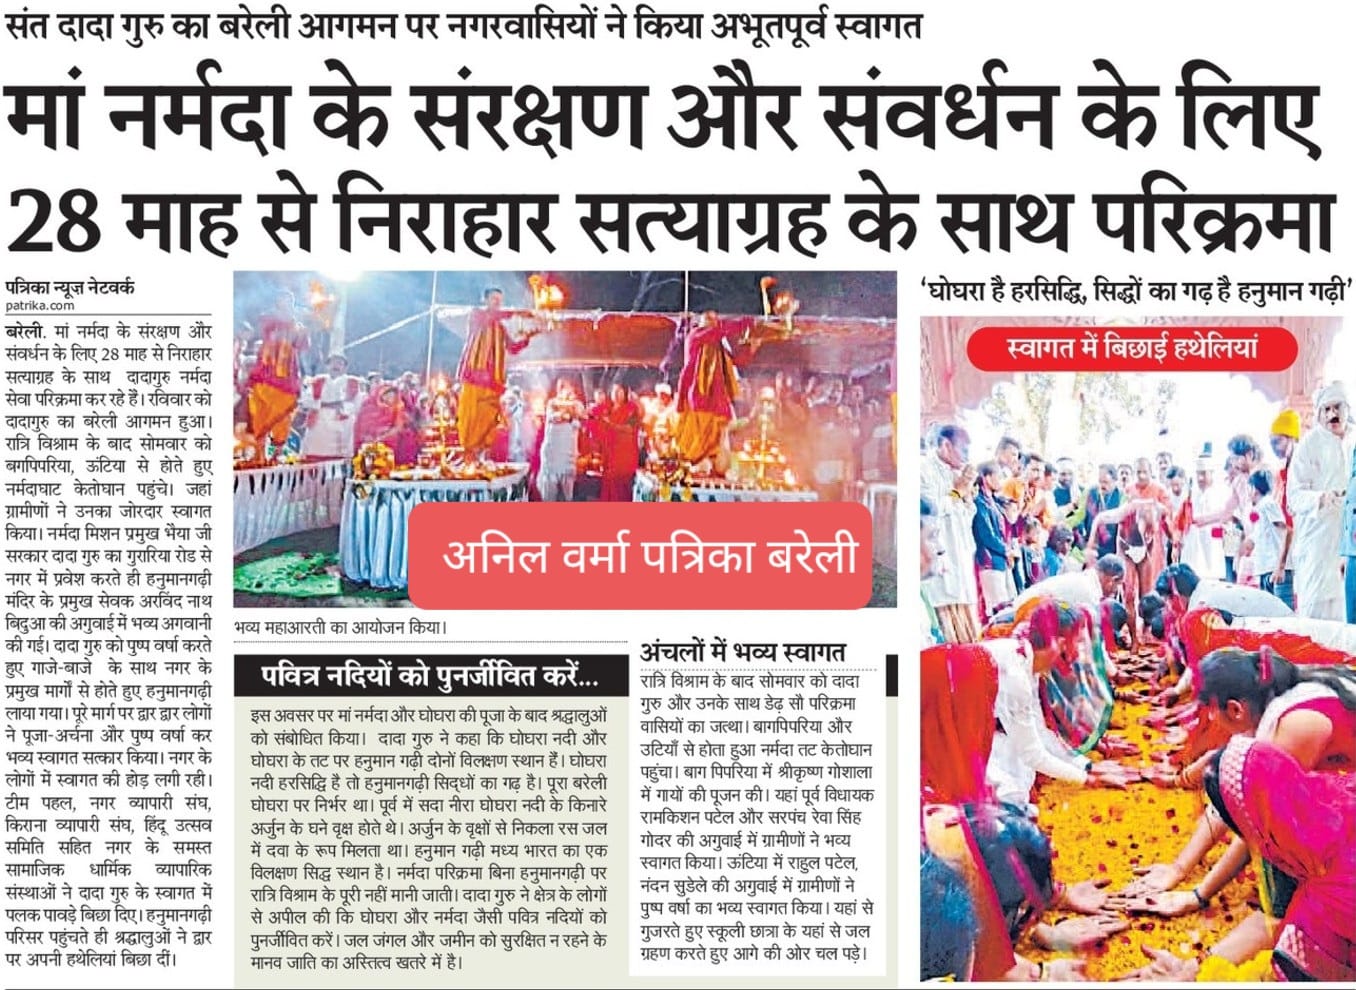 संत दादा गुरु का बरेली आगमन पर नगरवासियों ने किया अभूतपूर्व स्वागत
मां नर्मदा के संरक्षण और संवर्धन के लिए
28 माह से निराहार सत्याग्रह के साथ परिक्रमा
पत्रिका न्यूज़ नेटवर्क
patrika.com
बरेली. मां नर्मदा के संरक्षण और
संवर्धन के लिए 28 माह से निराहार
सत्याग्रह के साथ दादागुरु नर्मदा
सेवा परिक्रमा कर रहे हैं। रविवार को
दादागुरु का बरेली आगमन हुआ।
रात्रि विश्राम के बाद सोमवार को
बगपिपरिया, ऊंटिया से होते हुए
नर्मदाघाट केतोघान पहुंचे। जहां
ग्रामीणों ने उनका जोरदार स्वागत
किया। नर्मदा मिशन प्रमुख भैया जी
सरकार दादा गुरु का गुरारिया रोड से
नगर में प्रवेश करते ही हनुमानगढ़ी
मंदिर के प्रमुख सेवक अरविंद नाथ
बिदुआ की अगुवाई में भव्य अगवानी
की गई। दादा गुरु को पुष्प वर्षा करते
हुए गाजे-बाजे के साथ नगर के
प्रमुख मार्गों से होते हुए हनुमानगढ़ी
लाया गया। पूरे मार्ग पर द्वार द्वार लोगों
ने पूजा-अर्चना और पुष्प वर्षा कर
भव्य स्वागत सत्कार किया। नगर के
लोगों में स्वागत की होड़ लगी रही।
टीम पहल, नगर व्यापारी संघ,
किराना व्यापारी संघ, हिंदू उत्सव
समिति सहित नगर के समस्त
सामाजिक धार्मिक व्यापारिक
संस्थाओं ने दादा गुरु के स्वागत में
पलक पावड़े बिछा दिए। हनुमानगढ़ी
परिसर पहुंचते ही श्रद्धालुओं ने द्वार
पर अपनी हथेलियां बिछा दीं।
अनिल वर्मा पत्रिका बरेली
भव्य महाआरती का आयोजन किया।
पवित्र नदियों को पुनर्जीवित करें...
इस अवसर पर मां नर्मदा और घोघरा की पूजा के बाद श्रद्धालुओं
को संबोधित किया। दादा गुरु ने कहा कि घोघरा नदी और
घोघरा के तट पर हनुमान गढ़ी दोनों विलक्षण स्थान हैं। घोघरा
नदी हरसिद्धि है तो हनुमानगढ़ी सिद्धों का गढ़ है। पूरा बरेली
घोघरा पर निर्भर था। पूर्व में सदा नीरा घोघरा नदी के किनारे
अर्जुन के घने वृक्ष होते थे। अर्जुन के वृक्षों से निकला रस जल
में दवा के रूप मिलता था। हनुमान गढ़ी मध्य भारत का एक
विलक्षण सिद्ध स्थान है। नर्मदा परिक्रमा बिना हनुमानगढ़ी पर
रात्रि विश्राम के पूरी नहीं मानी जाती। दादा गुरु ने क्षेत्र के लोगों
से अपील की कि घोघरा और नर्मदा जैसी पवित्र नदियों को
पुनर्जीवित करें। जल जंगल और जमीन को सुरक्षित न रहने के
मानव जाति का अस्तित्व खतरे में है।
अंचलों में भव्य स्वागत
रात्रि विश्राम के बाद सोमवार को दादा
गुरु और उनके साथ डेढ़ सौ परिक्रमा
वासियों का जत्था। बागपिपरिया और
उटियाँ से होता हुआ नर्मदा तट केतोघान
पहुंचा। बाग पिपरिया में श्रीकृष्ण गोशाला
में गायों की पूजन की। यहां पूर्व विधायक
रामकिशन पटेल और सरपंच रेवा सिंह
गोदर की अगुवाई में ग्रामीणों ने भव्य
स्वागत किया। ऊंटिया में राहुल पटेल,
नंदन सुडेले की अगुवाई में ग्रामीणों ने
पुष्प वर्षा का भव्य स्वागत किया। यहां से
गुजरते हुए स्कूली छात्रा के यहां से जल
ग्रहण करते हुए आगे की ओर चल पड़े।
'घोघरा है हरसिद्धि, सिद्धों का गढ़ है हनुमान गढ़ी'
स्वागत में बिछाई हथेलियां